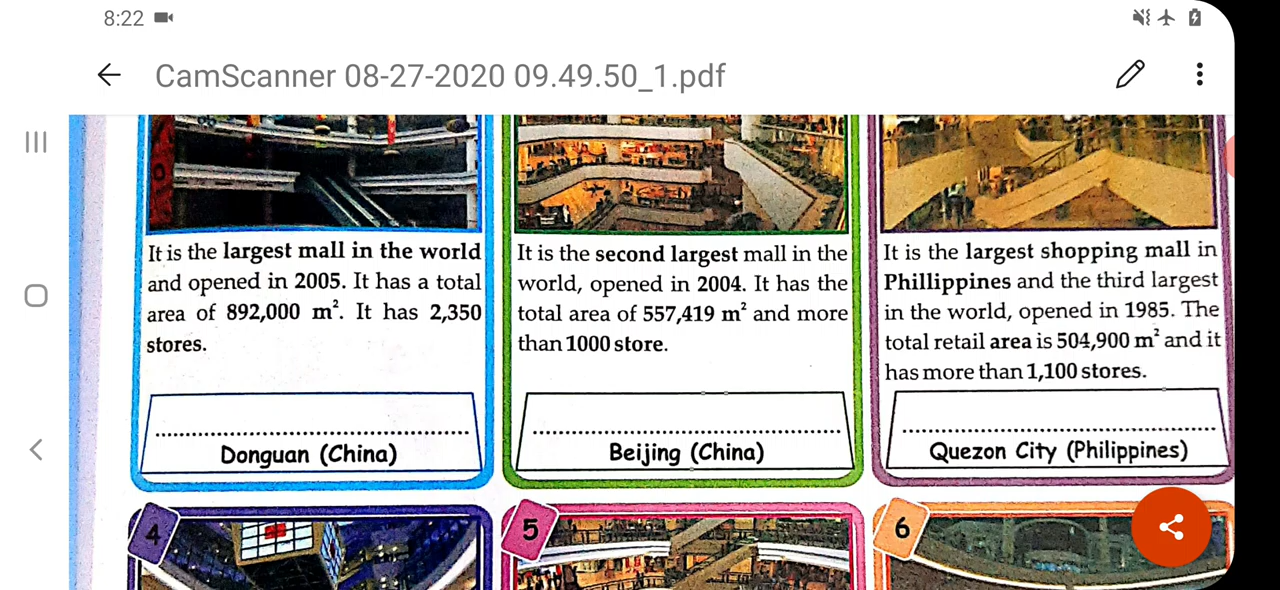 8:22
CamScanner 08-27-2020 09.49.50_1.pdf
It is the largest mall in the world
and opened in 2005. It has a total
area of 892,000 m². It has 2,350
stores.
Donguan (China)
It is the second largest mall in the
world, opened in 2004. It has the
total area of 557,419 m² and more
than 1000 store.
Beijing (China)
It is the largest shopping mall in
Phillippines and the third largest
in the world, opened in 1985. The
total retail area is 504,900 m² and it
has more than 1,100 stores.
Quezon City (Philippines)
4
5
6